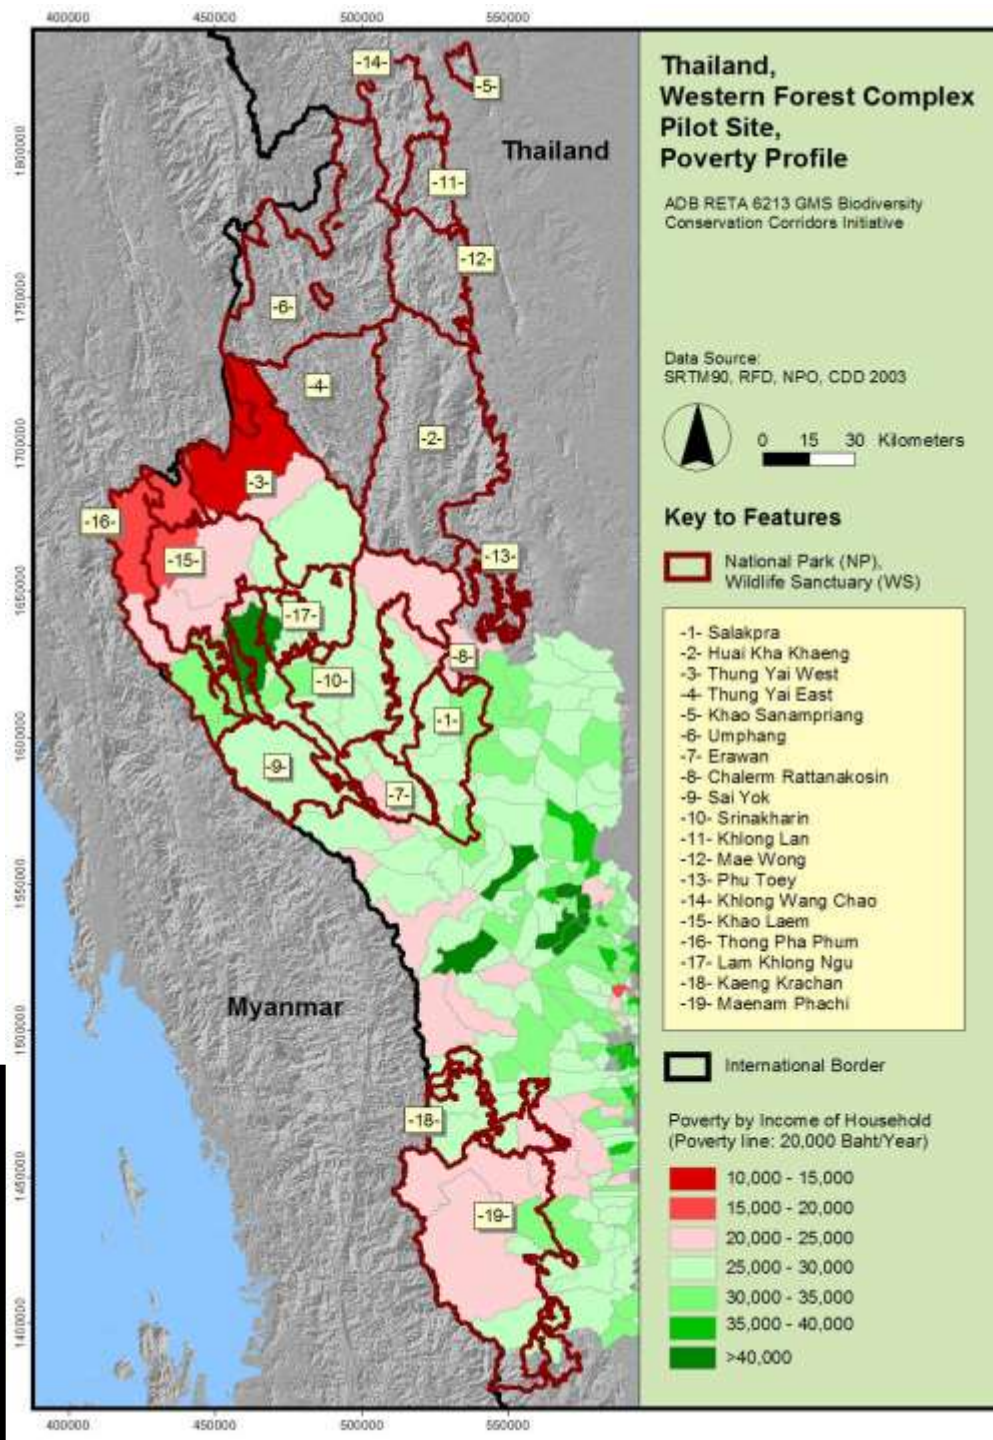 400000
450000
500000
550000
Thailand,
Western Forest Complex
Pilot Site,
Poverty Profile
ADB RETA 6213 GMS Biodiversity
Conservation Corridors Initiative
Data Source:
SRTM90, RFD, NPO, CDD 2003
0 15 30 Kilometers
Key to Features
National Park (NP),
Wildlife Sanctuary (WS)
-1- Salakpra
-2- Huai Kha Khaeng
-3- Thung Yai West
-4- Thung Yai East
-5- Khao Sanampriang
-6- Umphang
-7- Erawan
-8- Chalerm Rattanakosin
-9- Sai Yok
-10- Srinakharin
-11- Khlong Lan
-12- Mae Wong
-13- Phu Toey
-14- Khlong Wang Chao
-15- Khao Laem
-16- Thong Pha Phum
-17- Lam Khlong Ngu
-18- Kaeng Krachan
-19- Maenam Phachi
International Border
Poverty by Income of Household
(Poverty line: 20,000 Baht/Year)
10,000 - 15,000
15,000 - 20,000
20,000 - 25,000
25,000 - 30,000
30,000 - 35,000
35,000 - 40,000
>40,000
-14-
-5-
Thailand
-11-
-12-
-6-
-4-
-2-
-3-
-16-
-13-
-15-
-17-
-8-
-10-
-1-
-9-
-7-
Myanmar
-18-
-19-
1800000
1750000
1700000
1650000
1600000
1550000
1500000
1450000
1400000
400000
450000
500000
550000